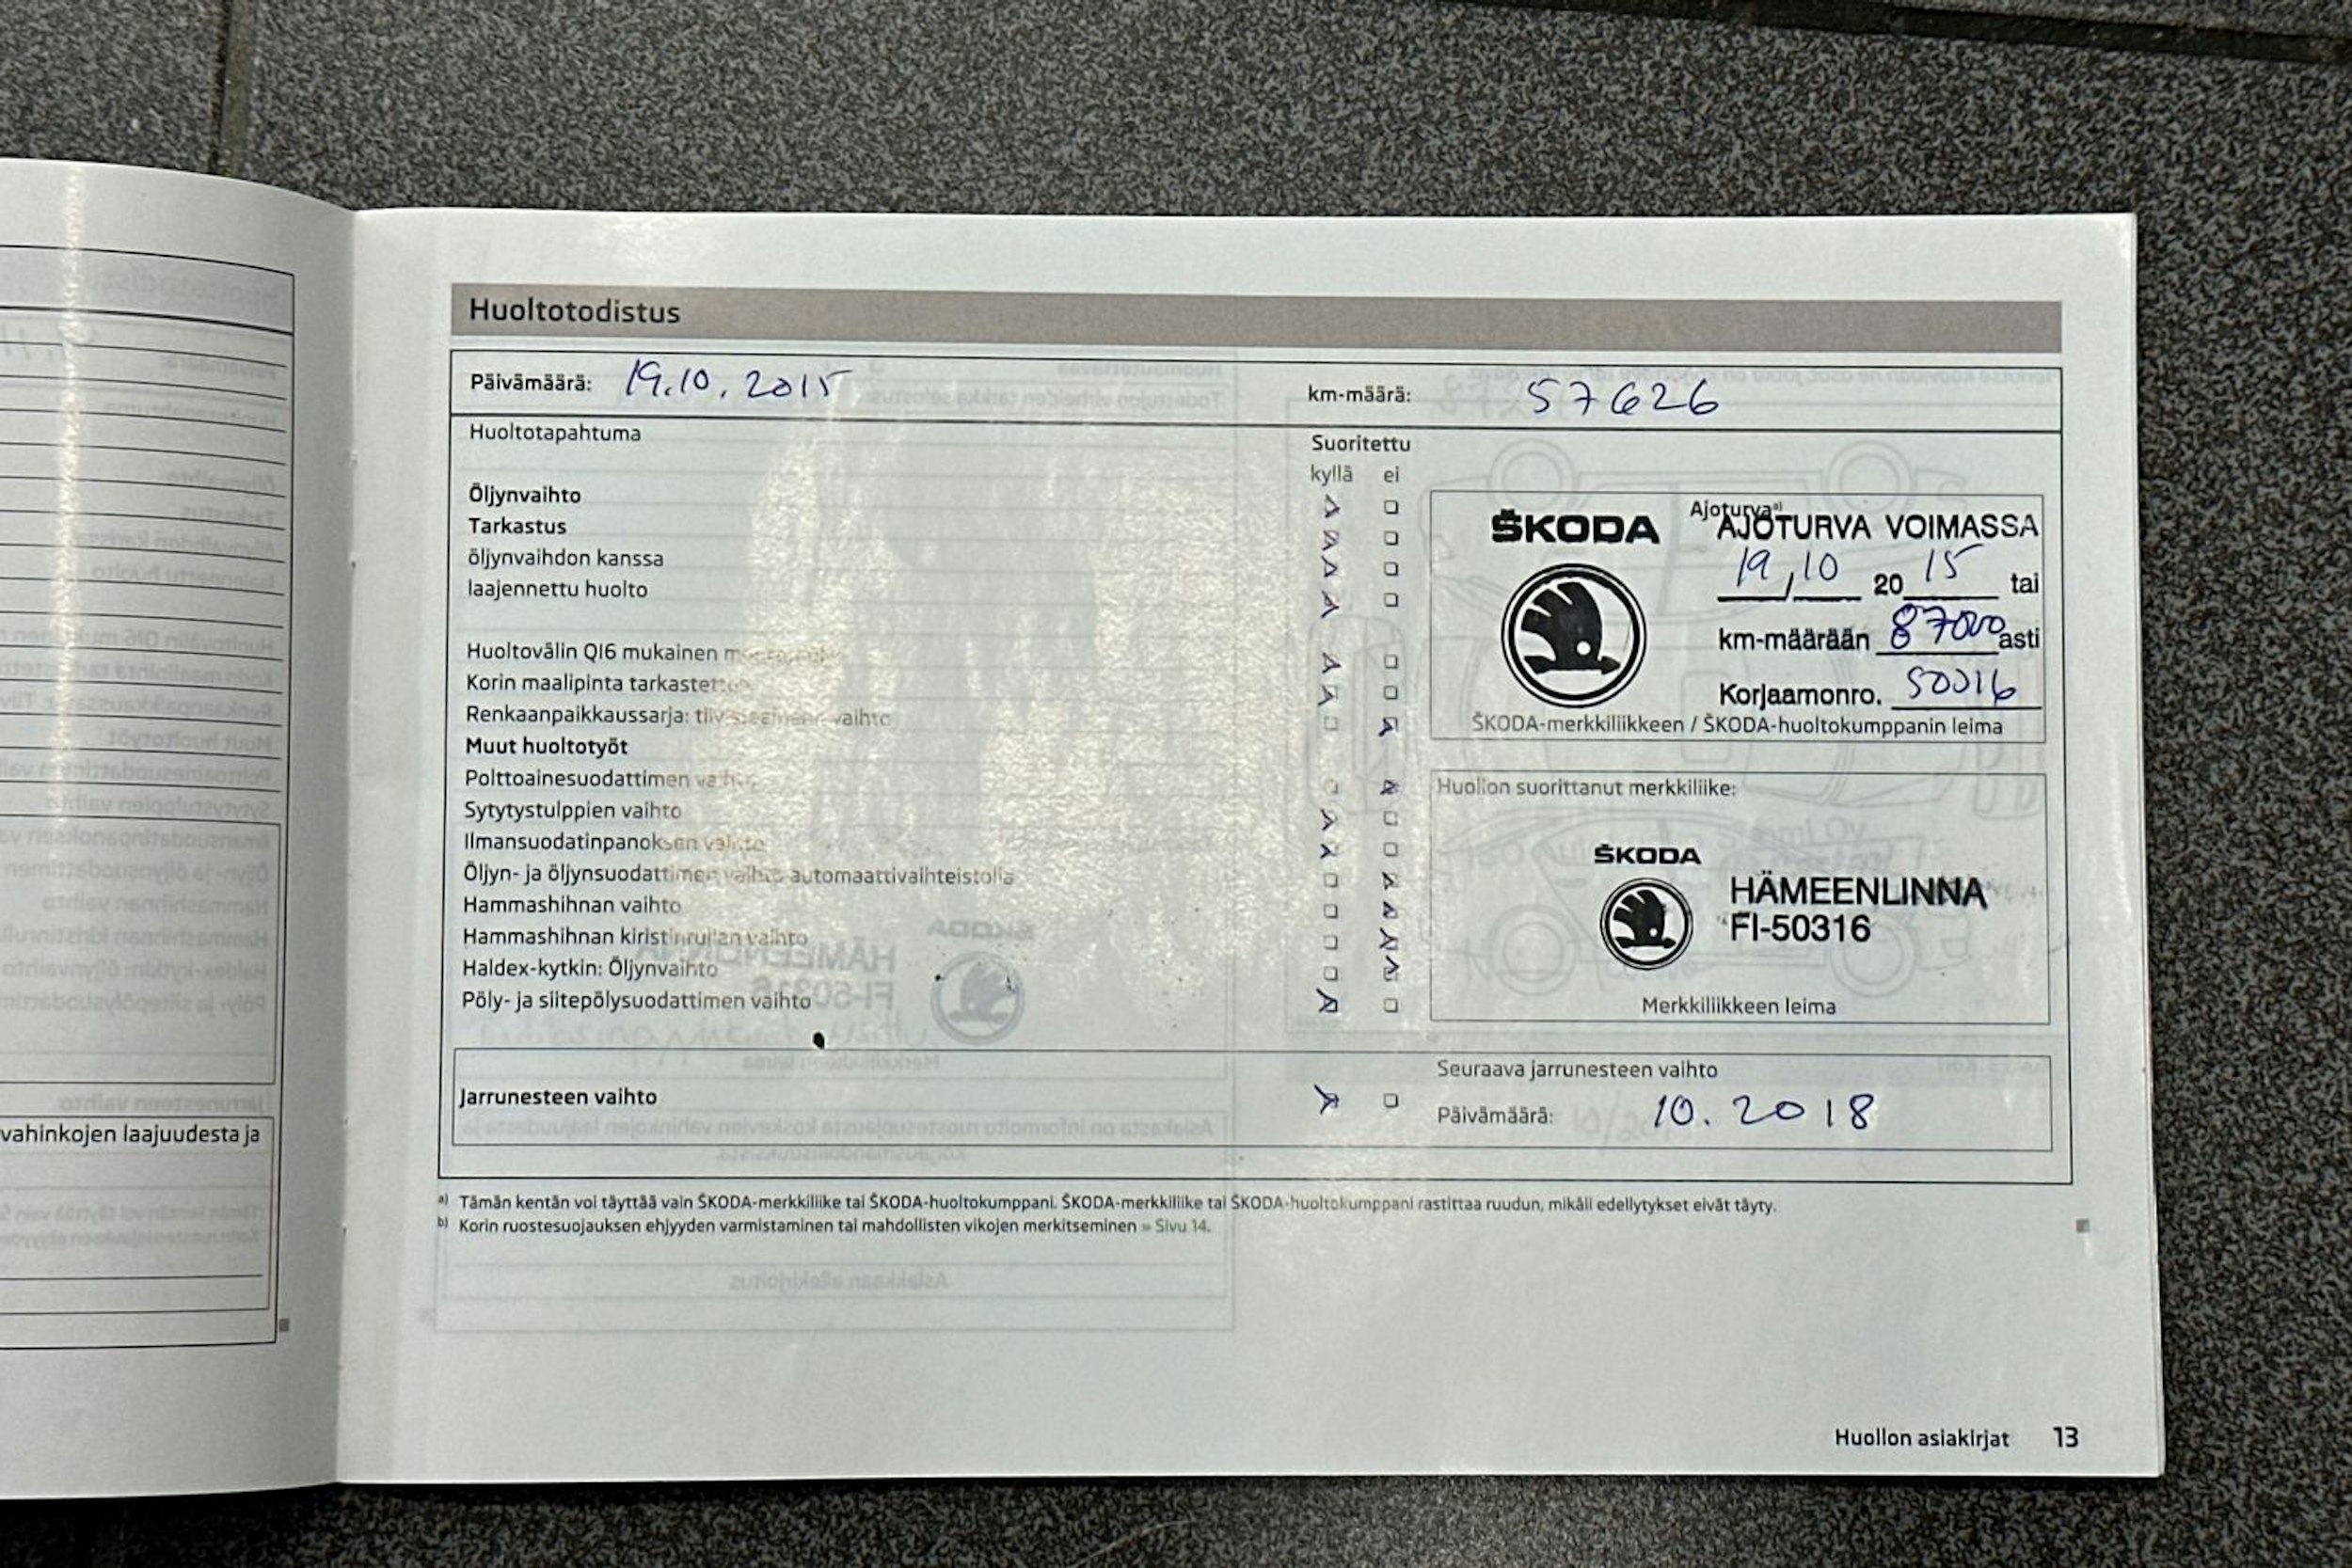 Huoltotodistus
Päivämäärä: 19.10.2015
km-määrä: 57626
Huoltotapahtuma
Suoritettu
kyllä ei
Öljynvaihto
Tarkastus
öljynvaihdon kanssa
laajennettu huolto
Huoltovälin QI6 mukainen
Korin maalipinta tarkastettu
Renkaanpaikkaussarja: tiivisteaineen vaihto
Muut huoltotyöt
Polttoainesuodattimen vaihto
Sytytystulppien vaihto
Ilmansuodatinpanoksen vaihto
Öljyn- ja öljynsuodattimen vaihto automaattivaihteistolla
Hammashihnan vaihto
Hammashihnan kiristinrullan vaihto
Haldex-kytkin: Öljynvaihto
Pöly- ja siitepölysuodattimen vaihto
Ajoturva a)
ŠKODA AJOTURVA VOIMASSA
19,10 2015 tai
km-määrään 87000 asti
Korjaamonro. 50016
ŠKODA-merkkiliikkeen / ŠKODA-huoltokumppanin leima
Huollon suorittanut merkkiliike:
ŠKODA
HÄMEENLINNA
FI-50316
Merkkiliikkeen leima
Jarrunesteen vaihto
Seuraava jarrunesteen vaihto
Päivämäärä: 10.2018
a) Tämän kentän voi täyttää vain ŠKODA-merkkiliike tai ŠKODA-huoltokumppani. ŠKODA-merkkiliike tai ŠKODA-huoltokumppani rastittaa ruudun, mikäli edellytykset eivät täyty.
b) Korin ruostesuojauksen ehjyyden varmistaminen tai mahdollisten vikojen merkitseminen » Sivu 14.
vahinkojen laajuudesta ja
Huollon asiakirjat 13